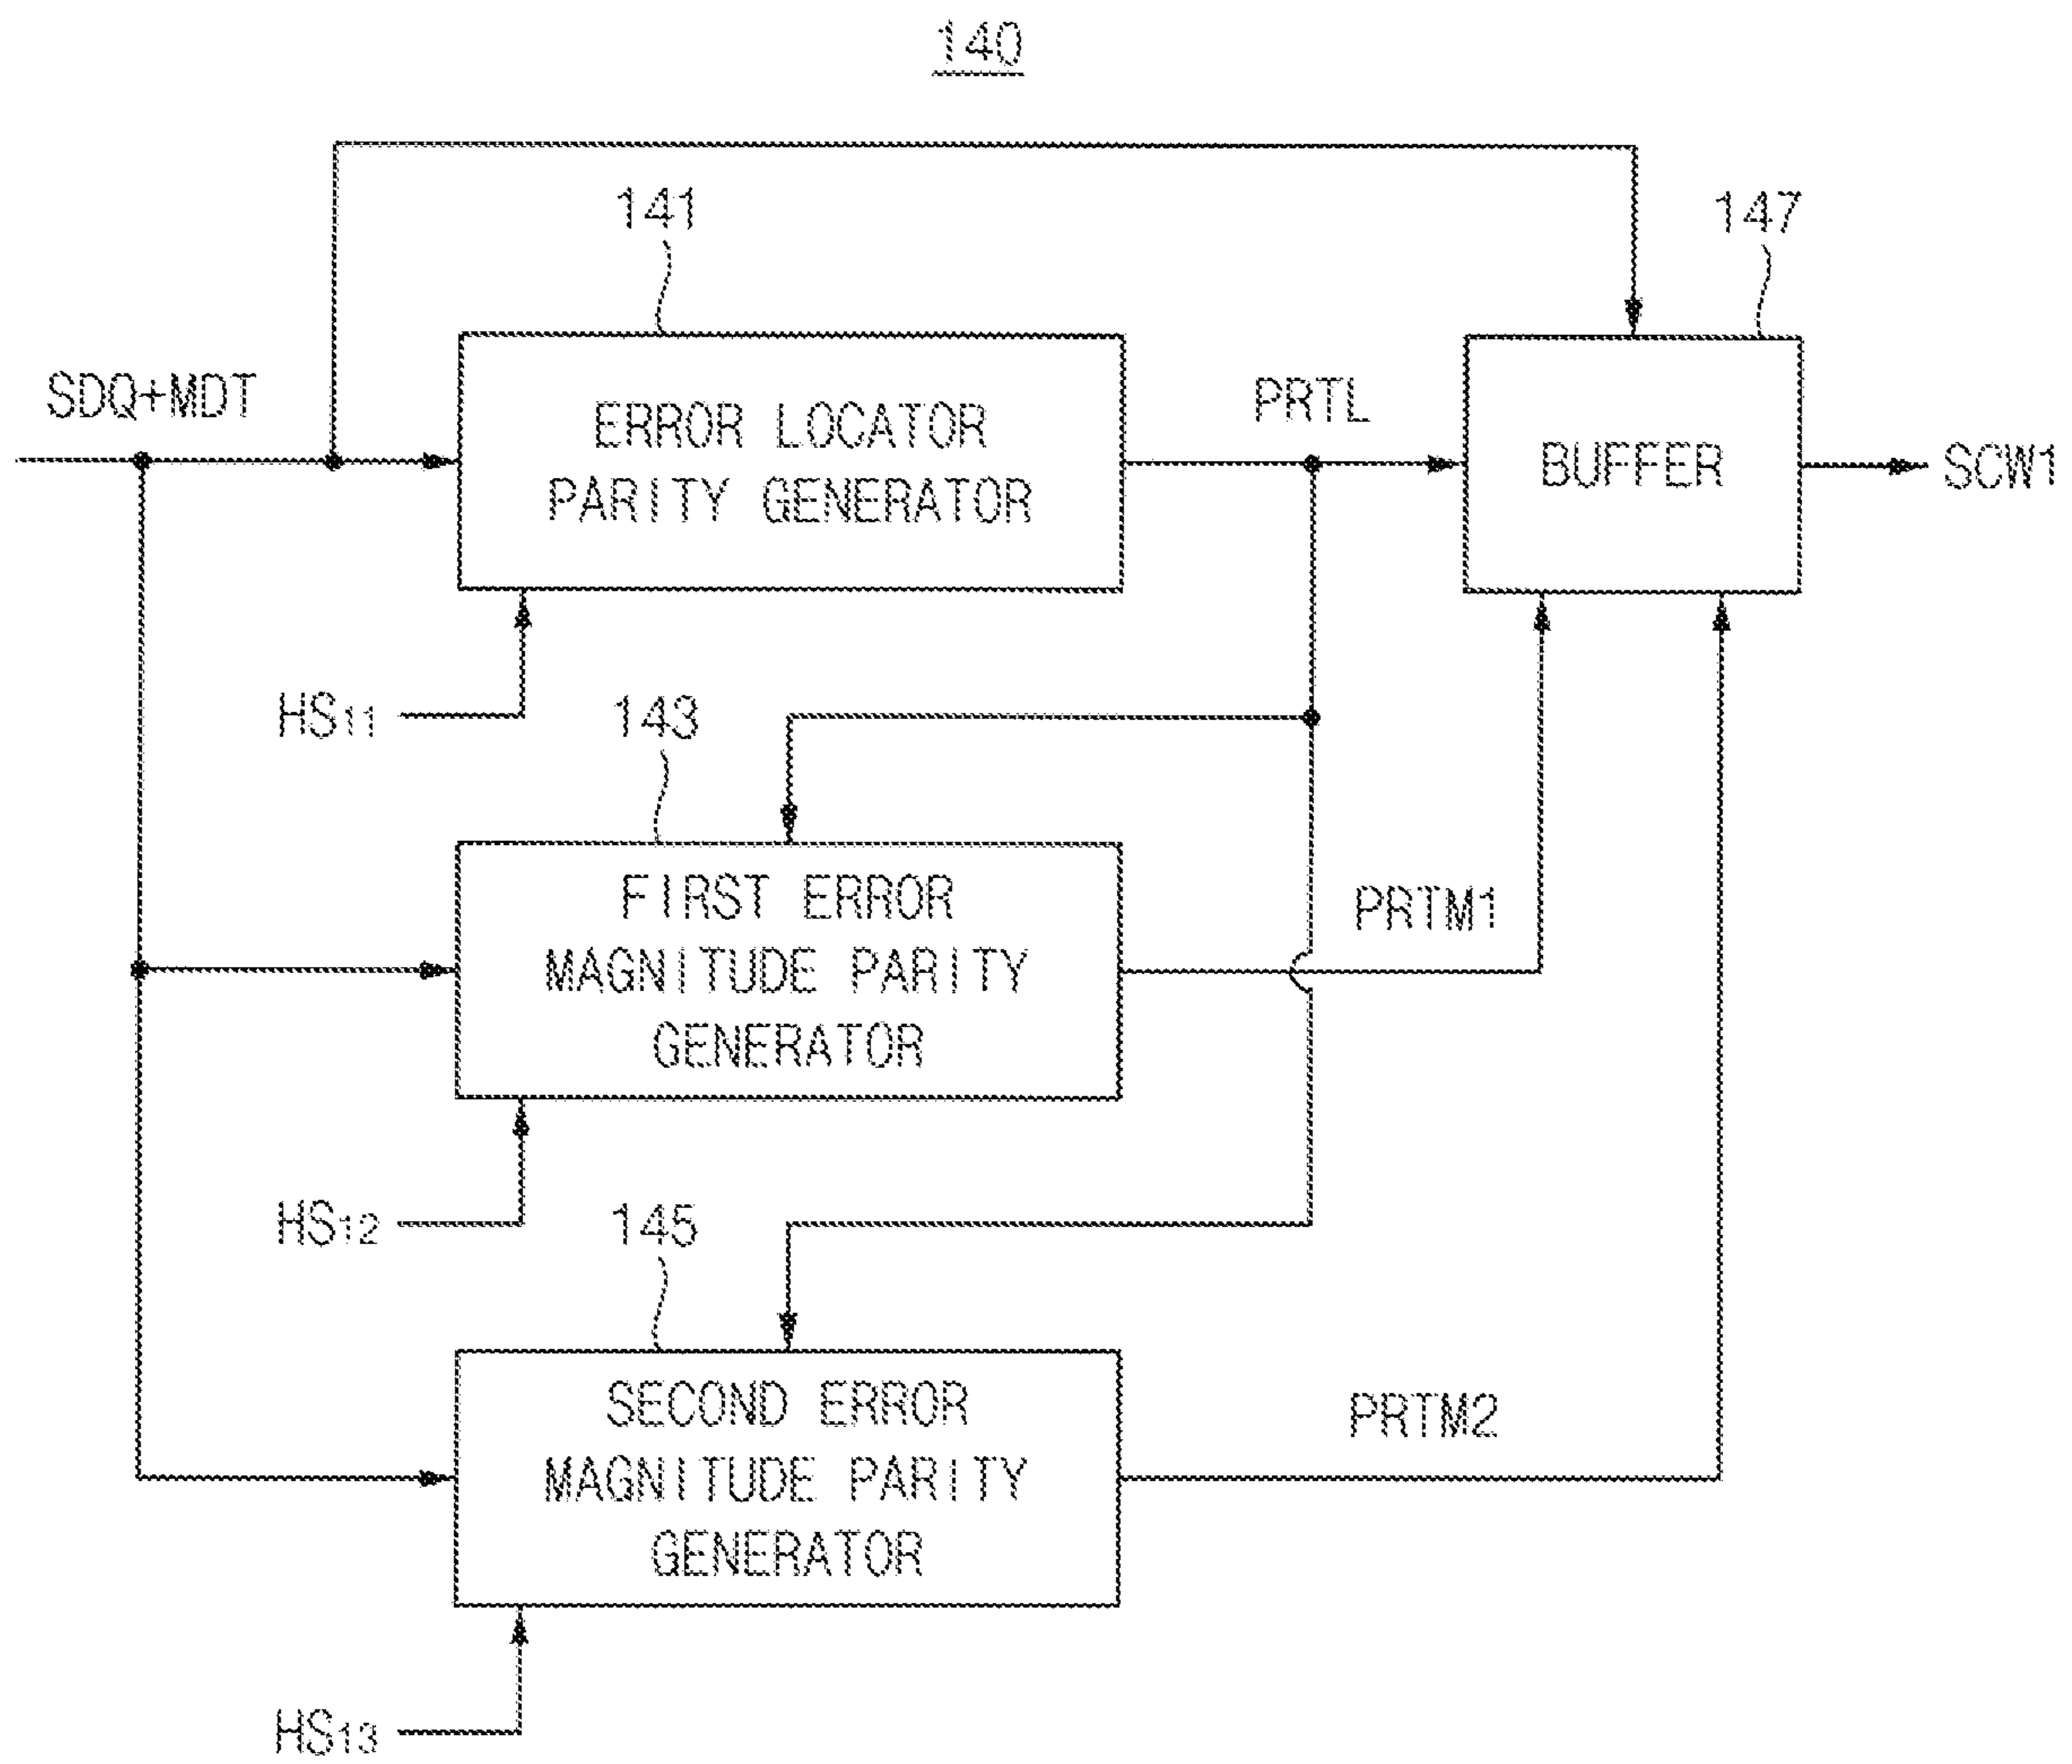 140
141
147
SDQ+MDT
ERROR LOCATOR
PARITY GENERATOR
PRTL
BUFFER
SCW1
HS11
143
FIRST ERROR
MAGNITUDE PARITY
GENERATOR
PRTM1
HS12
145
SECOND ERROR
MAGNITUDE PARITY
GENERATOR
PRTM2
HS13